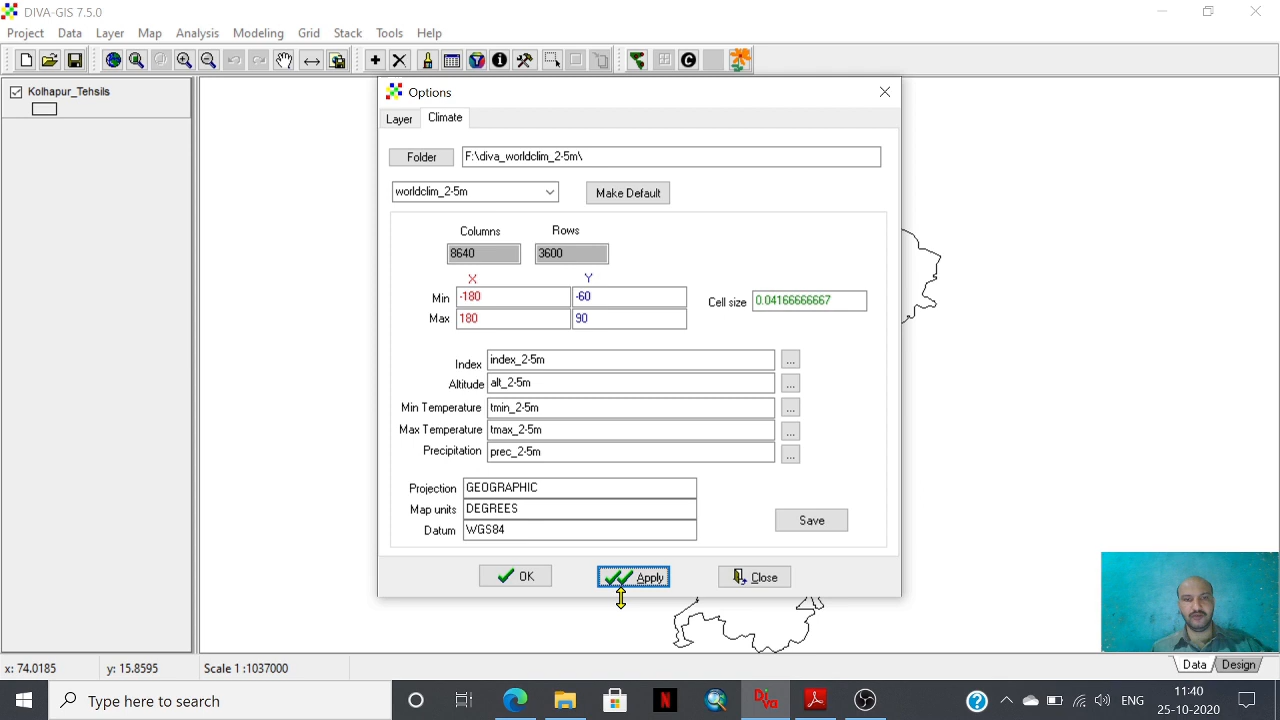 DIVA-GIS 7.5.0
Project Data Layer Map Analysis Modeling Grid Stack Tools Help
Kolhapur_Tehsils
Options
Layer Climate
Folder F:\diva_worldclim_2-5m\
worldclim_2-5m Make Default
Columns Rows
8640 3600
X Y
Min -180 -60
Cell size 0.04166666667
Max 180 90
Index index_2-5m ...
Altitude alt_2-5m ...
Min Temperature tmin_2-5m ...
Max Temperature tmax_2-5m ...
Precipitation prec_2-5m ...
Projection GEOGRAPHIC
Map units DEGREES
Datum WGS84
Save
OK Apply Close
x: 74.0185 y: 15.8595 Scale 1 :1037000
Data Design
Type here to search
N
Diva
ENG
11:40
25-10-2020